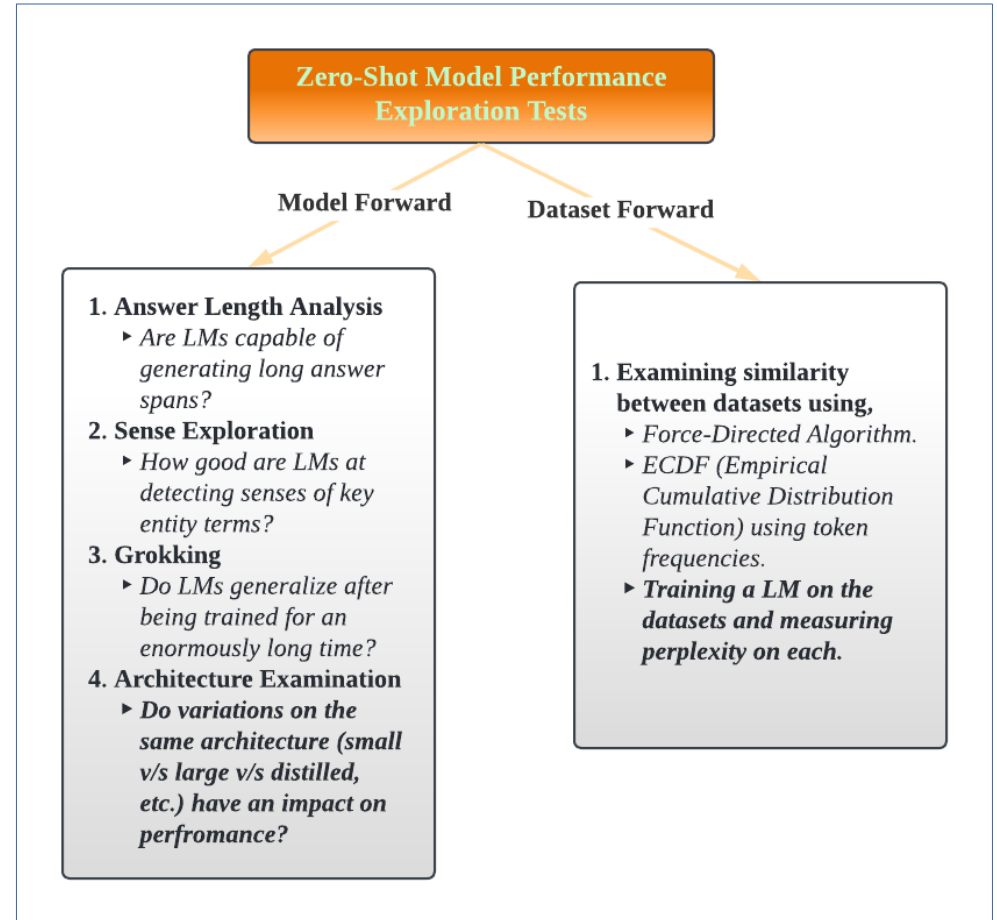 Zero-Shot Model Performance
Exploration Tests
Model Forward
Dataset Forward
1. Answer Length Analysis
▸ Are LMs capable of
generating long answer
spans?
2. Sense Exploration
▸ How good are LMs at
detecting senses of key
entity terms?
3. Grokking
▸ Do LMs generalize after
being trained for an
enormously long time?
4. Architecture Examination
▸ Do variations on the
same architecture (small
v/s large v/s distilled,
etc.) have an impact on
perfromance?
1. Examining similarity
between datasets using,
▸ Force-Directed Algorithm.
▸ ECDF (Empirical
Cumulative Distribution
Function) using token
frequencies.
▸ Training a LM on the
datasets and measuring
perplexity on each.